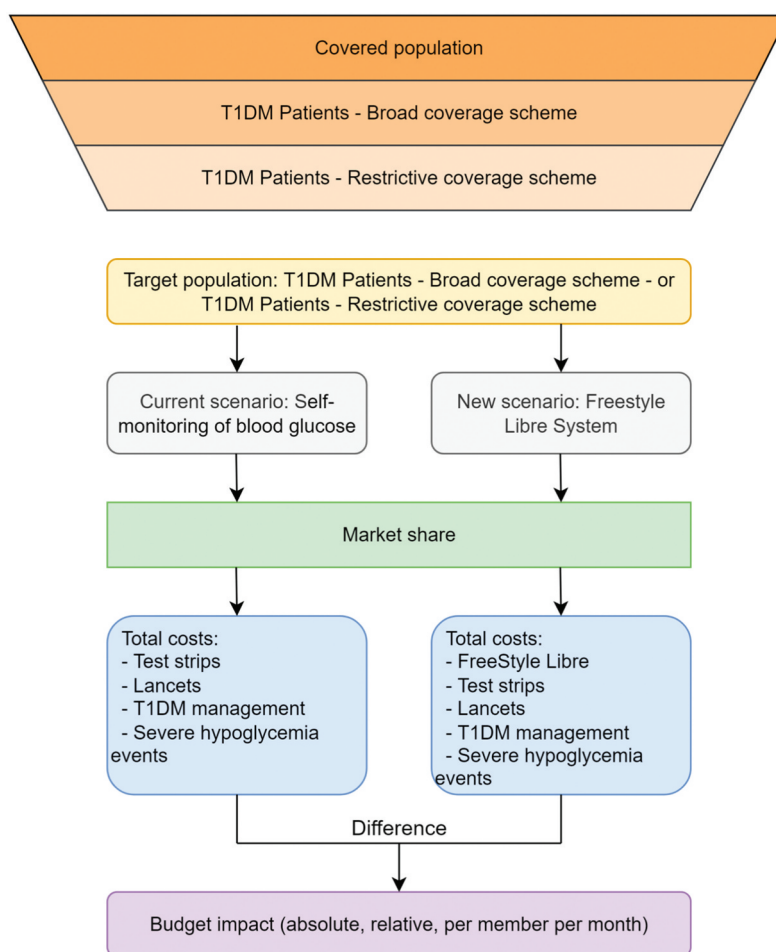 Covered population
T1DM Patients - Broad coverage scheme
T1DM Patients - Restrictive coverage scheme
Target population: T1DM Patients - Broad coverage scheme - or
T1DM Patients - Restrictive coverage scheme
Current scenario: Self-
monitoring of blood glucose
New scenario: Freestyle
Libre System
Market share
Total costs:
- Test strips
- Lancets
- T1DM management
- Severe hypoglycemia
events
Total costs:
- FreeStyle Libre
- Test strips
- Lancets
- T1DM management
- Severe hypoglycemia
events
Difference
Budget impact (absolute, relative, per member per month)